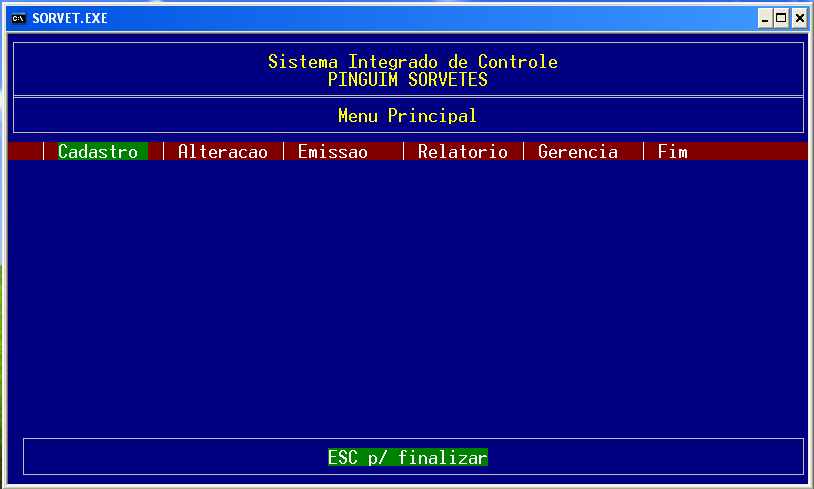 SORVET.EXE
Sistema Integrado de Controle
PINGUIM SORVETES
Menu Principal
Cadastro | Alteracao | Emissao | Relatorio | Gerencia | Fim
ESC p/ finalizar